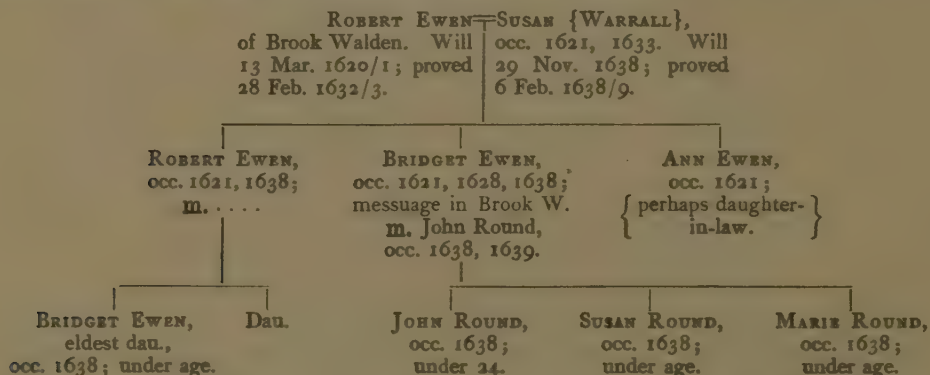 ROBERT EWEN
of Brook Walden. Will
13 Mar. 1620/1; proved
28 Feb. 1632/3.
SUSAN {WARRALL},
occ. 1621, 1633. Will
29 Nov. 1638; proved
6 Feb. 1638/9.
ROBERT EWEN,
occ. 1621, 1638;
m. . . . .
BRIDGET EWEN,
occ. 1621, 1628, 1638;
messuage in Brook W.
m. John Round,
occ. 1638, 1639.
ANN EWEN,
occ. 1621;
{ perhaps daughter-
in-law. }
BRIDGET EWEN,
eldest dau.,
occ. 1638; under age.
Dau.
JOHN ROUND,
occ. 1638;
under 24.
SUSAN ROUND,
occ. 1638;
under age.
MARIE ROUND,
occ. 1638;
under age.